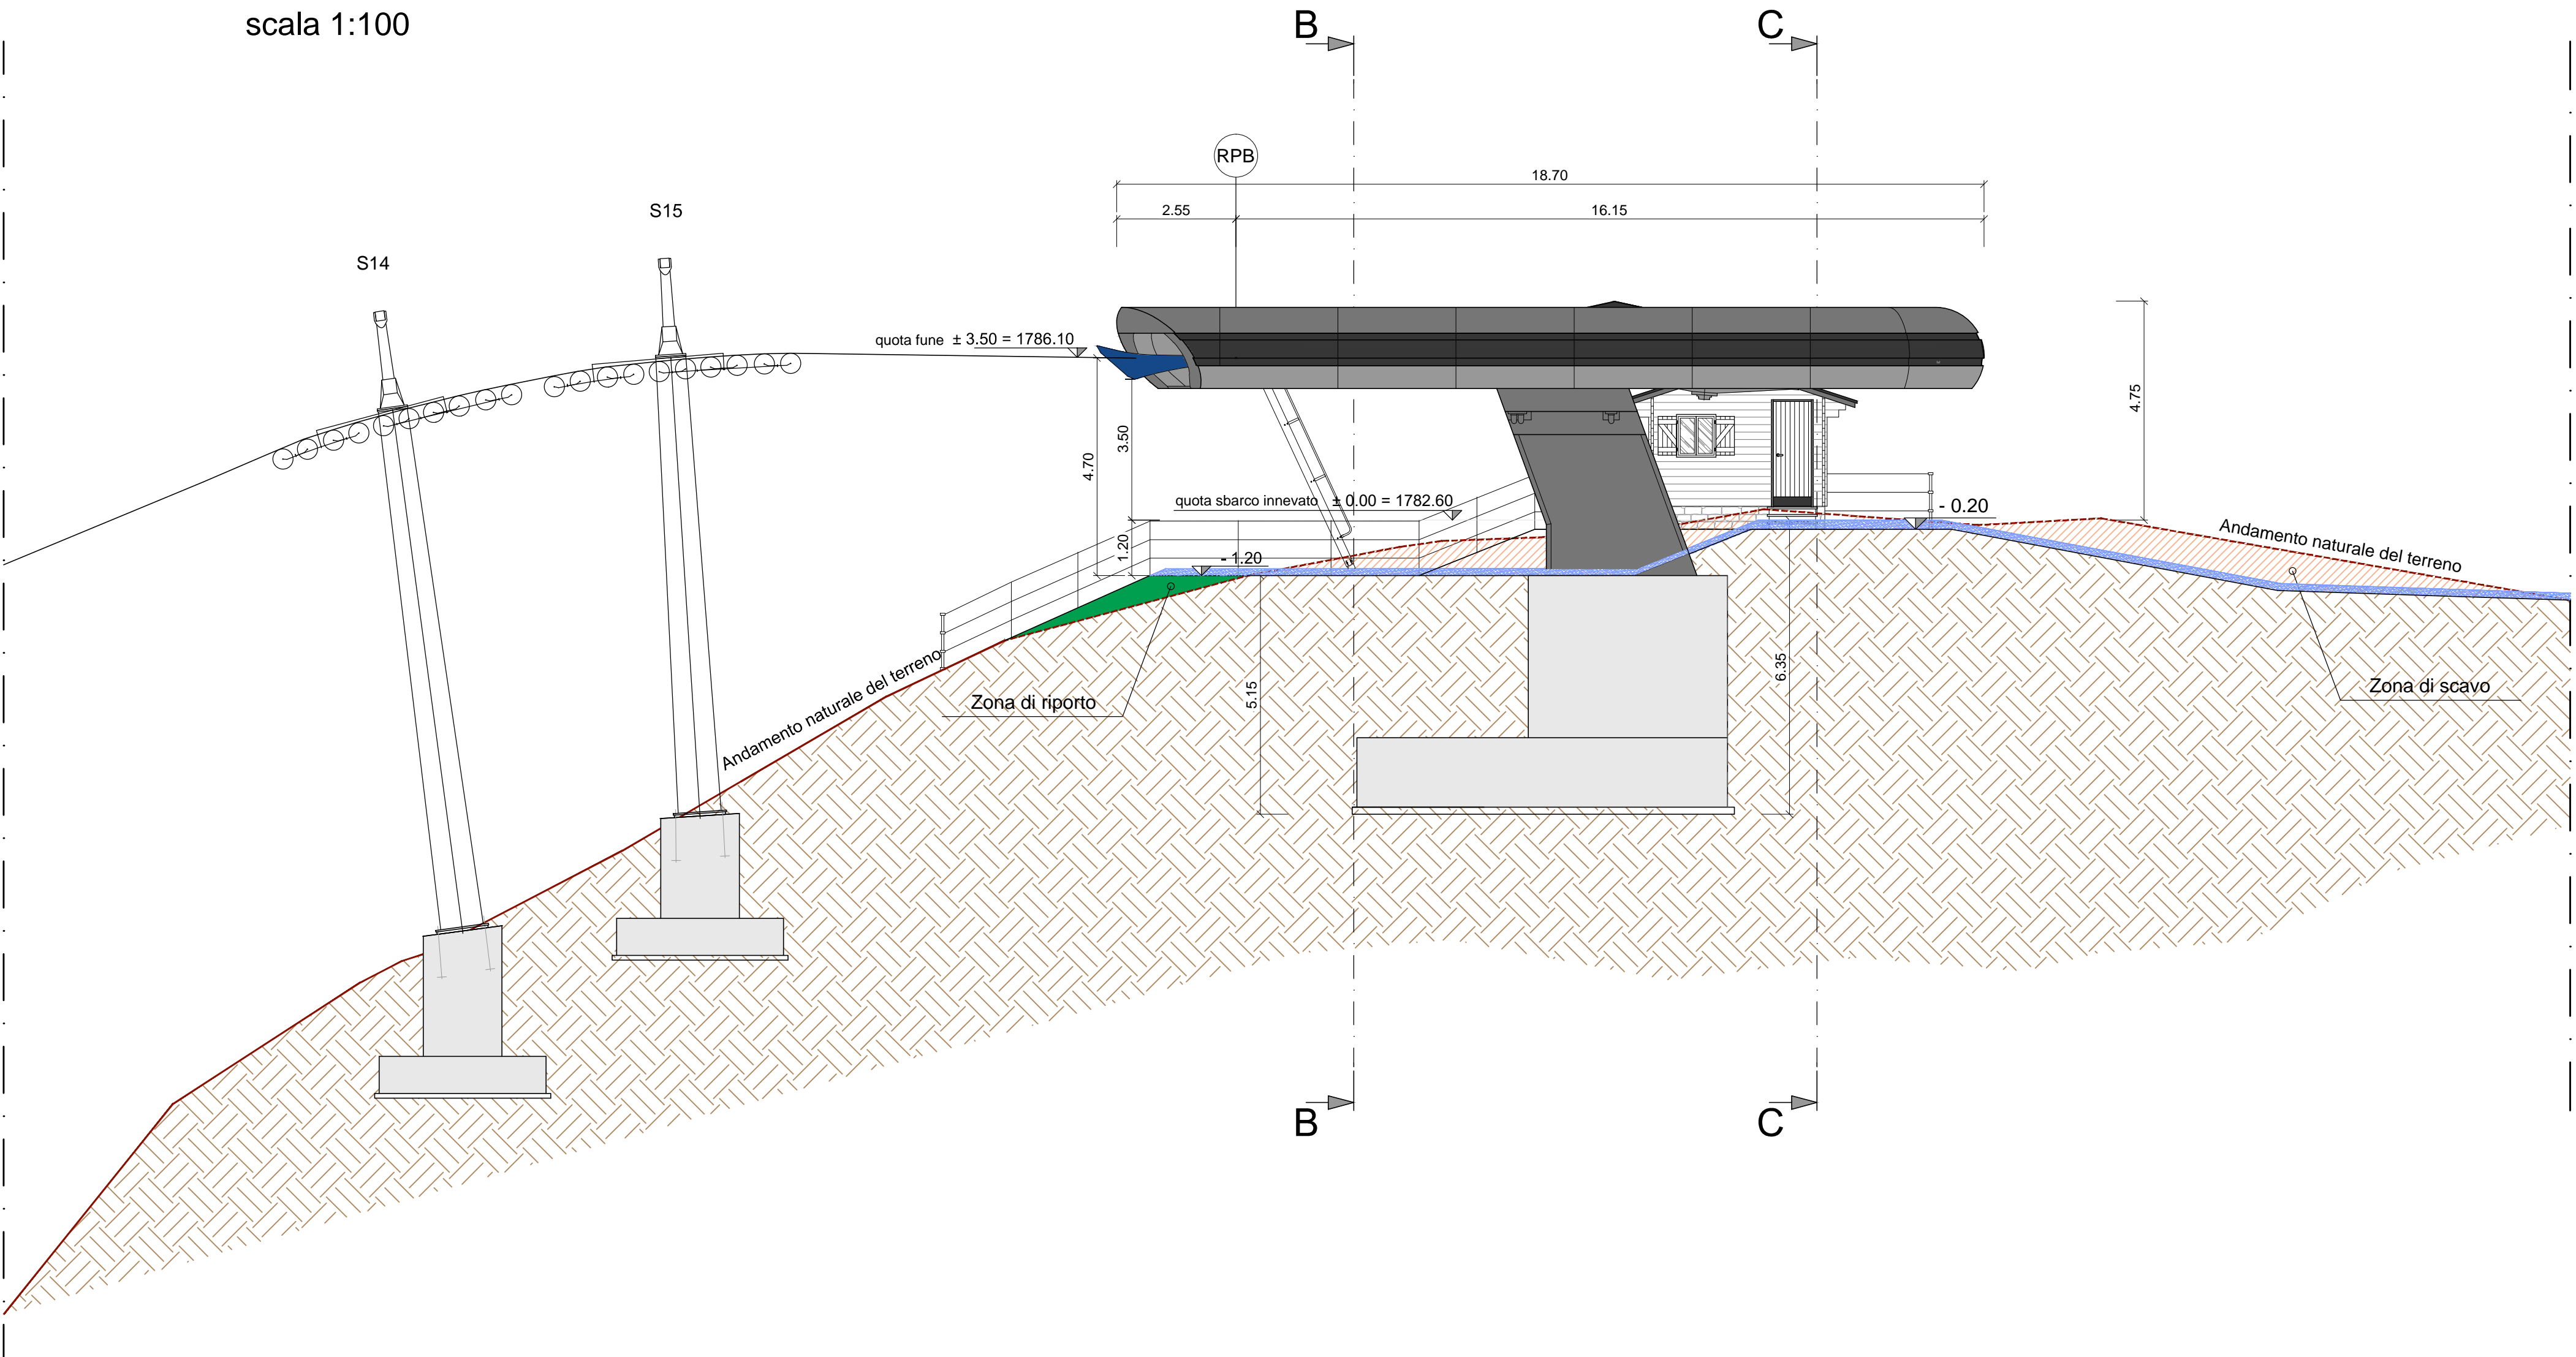 scala 1:100
B
C
RPB
18.70
2.55
16.15
S15
S14
quota fune ± 3.50 = 1786.10
4.75
3.50
4.70
quota sbarco innevato ± 0.00 = 1782.60
- 0.20
1.20
- 1.20
Andamento naturale del terreno
Andamento naturale del terreno
Zona di riporto
5.15
6.35
Zona di scavo
B
C